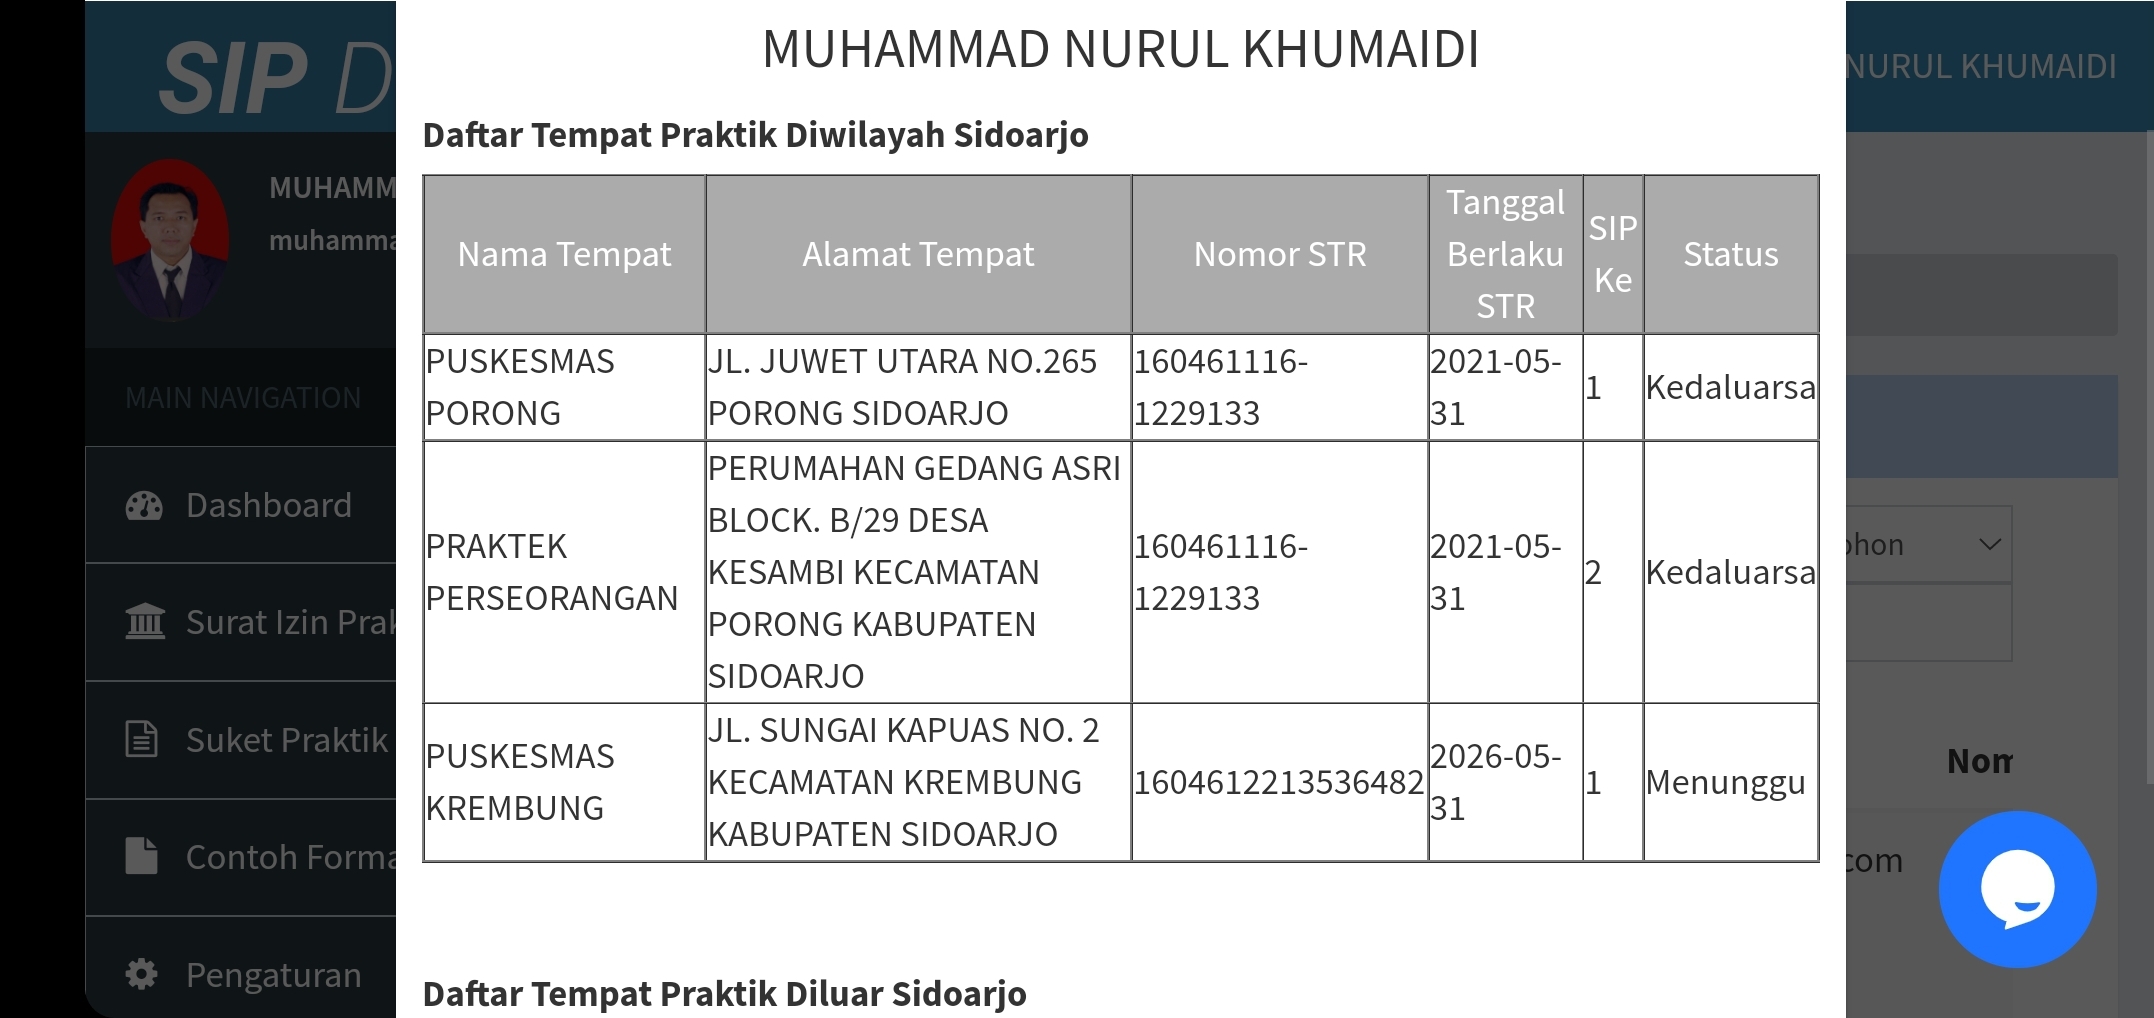 SIP D
MUHAMMAD NURUL KHUMAIDI
NURUL KHUMAIDI
MUHAMM
muhamma
MAIN NAVIGATION
Dashboard
Surat Izin Prak
Suket Praktik
Contoh Forma
Pengaturan
Daftar Tempat Praktik Diwilayah Sidoarjo
Nama Tempat
Alamat Tempat
Nomor STR
Tanggal
Berlaku
STR
SIP
Ke
Status
PUSKESMAS
PORONG
JL. JUWET UTARA NO.265
PORONG SIDOARJO
160461116-
1229133
2021-05-
31
1
Kedaluarsa
PRAKTEK
PERSEORANGAN
PERUMAHAN GEDANG ASRI
BLOCK. B/29 DESA
KESAMBI KECAMATAN
PORONG KABUPATEN
SIDOARJO
160461116-
1229133
2021-05-
31
2
Kedaluarsa
PUSKESMAS
KREMBUNG
JL. SUNGAI KAPUAS NO. 2
KECAMATAN KREMBUNG
KABUPATEN SIDOARJO
1604612213536482
2026-05-
31
1
Menunggu
Daftar Tempat Praktik Diluar Sidoarjo
phon
Nom
com